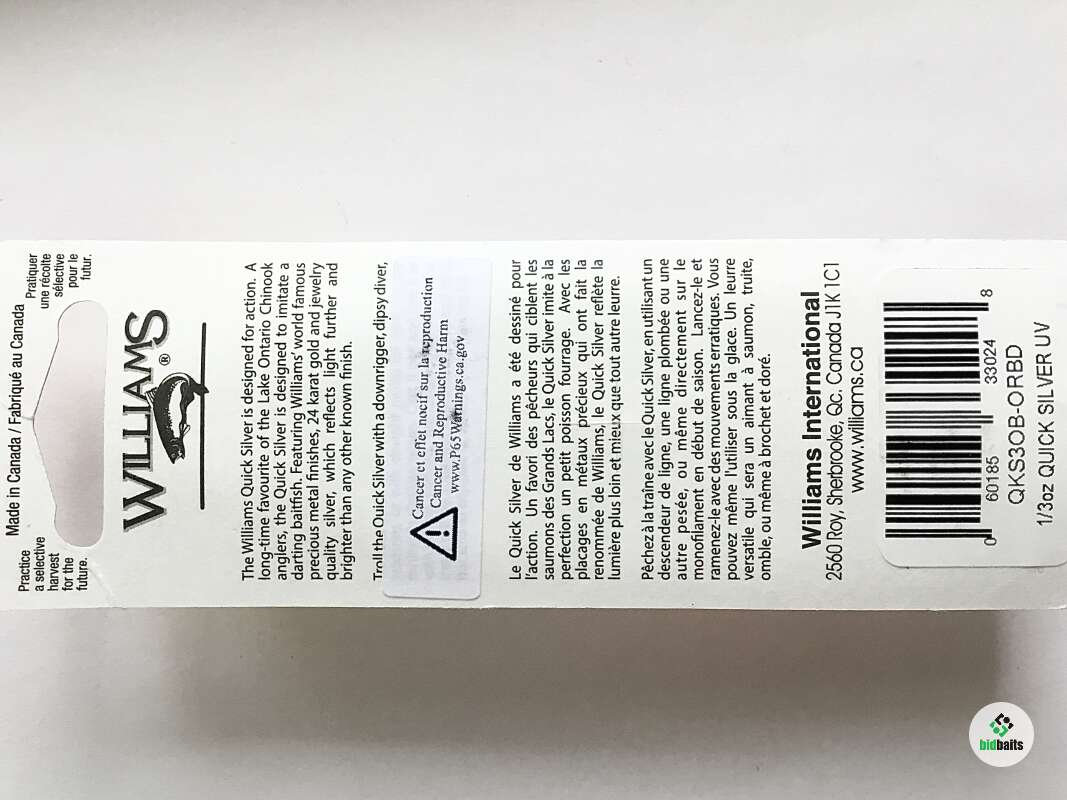 Made in Canada / Fabriqué au Canada
Practice
a selective
harvest
for the
future.
Pratiquer
une récolte
sélective
pour le
futur.
WILLIAMS
®
The Williams Quick Silver is designed for action. A
long-time favourite of the Lake Ontario Chinook
anglers, the Quick Silver is designed to imitate a
darting baitfish. Featuring Williams' world famous
precious metal finishes, 24 karat gold and jewelry
quality silver, which reflects light further and
brighter than any other known finish.
Troll the Quick Silver with a downrigger, dipsy diver,
Cancer et effet nocif sur la reproduction
Cancer and Reproductive Harm
www.P65Warnings.ca.gov
Le Quick Silver de Williams a été dessiné pour
l'action. Un favori des pêcheurs qui ciblent les
saumons des Grands Lacs, le Quick Silver imite à la
perfection un petit poisson fourrage. Avec les
placages en métaux précieux qui ont fait la
renommée de Williams, le Quick Silver reflète la
lumière plus loin et mieux que tout autre leurre.
Pêchez à la traîne avec le Quick Silver, en utilisant un
descendeur de ligne, une ligne plombée ou une
autre pesée, ou même directement sur le
monofilament en début de saison. Lancez-le et
ramenez-le avec des mouvements erratiques. Vous
pouvez même l'utiliser sous la glace. Un leurre
versatile qui sera un aimant à saumon, truite,
omble, ou même à brochet et doré.
Williams International
2560 Roy, Sherbrooke, Qc. Canada J1K 1C1
www.williams.ca
0 60185 33024 8
QKS3OB-ORBD
1/3oz QUICK SILVER UV
bidbaits